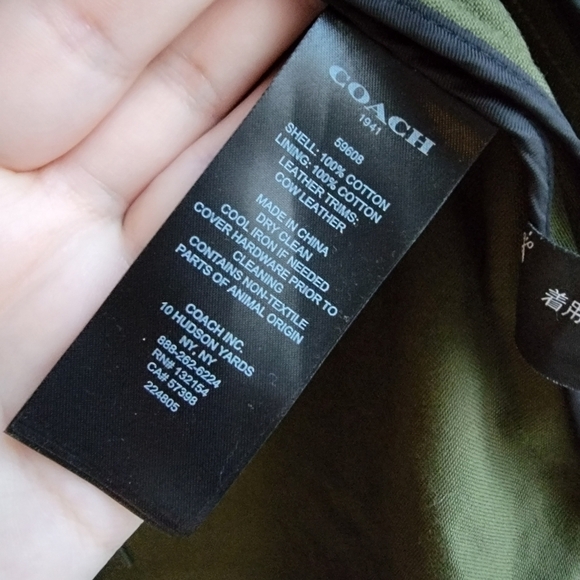 COACH
1941
59608
SHELL: 100% COTTON
LINING: 100% COTTON
LEATHER TRIMS:
COW LEATHER
MADE IN CHINA
DRY CLEAN
COOL IRON IF NEEDED
COVER HARDWARE PRIOR TO
CLEANING
CONTAINS NON-TEXTILE
PARTS OF ANIMAL ORIGIN
COACH INC.
10 HUDSON YARDS
NY, NY
888-262-6224
RN# 132154
CA# 57398
224805
着用